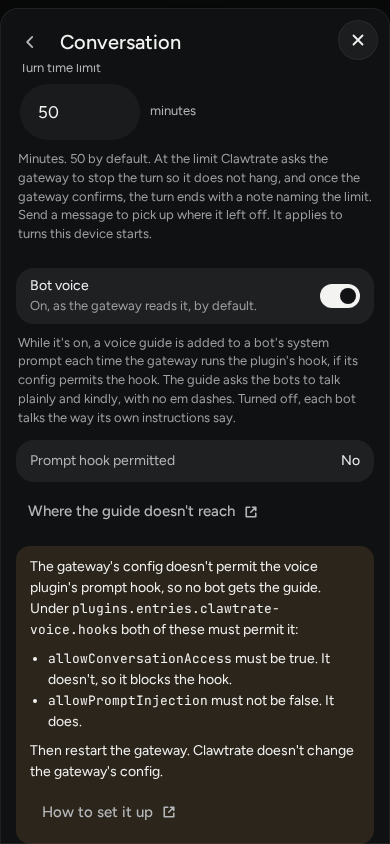 Conversation
Turn time limit
50
minutes
Minutes. 50 by default. At the limit Clawtrate asks the
gateway to stop the turn so it does not hang, and once the
gateway confirms, the turn ends with a note naming the limit.
Send a message to pick up where it left off. It applies to
turns this device starts.
Bot voice
On, as the gateway reads it, by default.
While it's on, a voice guide is added to a bot's system
prompt each time the gateway runs the plugin's hook, if its
config permits the hook. The guide asks the bots to talk
plainly and kindly, with no em dashes. Turned off, each bot
talks the way its own instructions say.
Prompt hook permitted
No
Where the guide doesn't reach
The gateway's config doesn't permit the voice
plugin's prompt hook, so no bot gets the guide.
Under plugins.entries.clawtrate-
voice.hooks both of these must permit it:
• allowConversationAccess must be true. It
doesn't, so it blocks the hook.
• allowPromptInjection must not be false. It
does.
Then restart the gateway. Clawtrate doesn't change
the gateway's config.
How to set it up